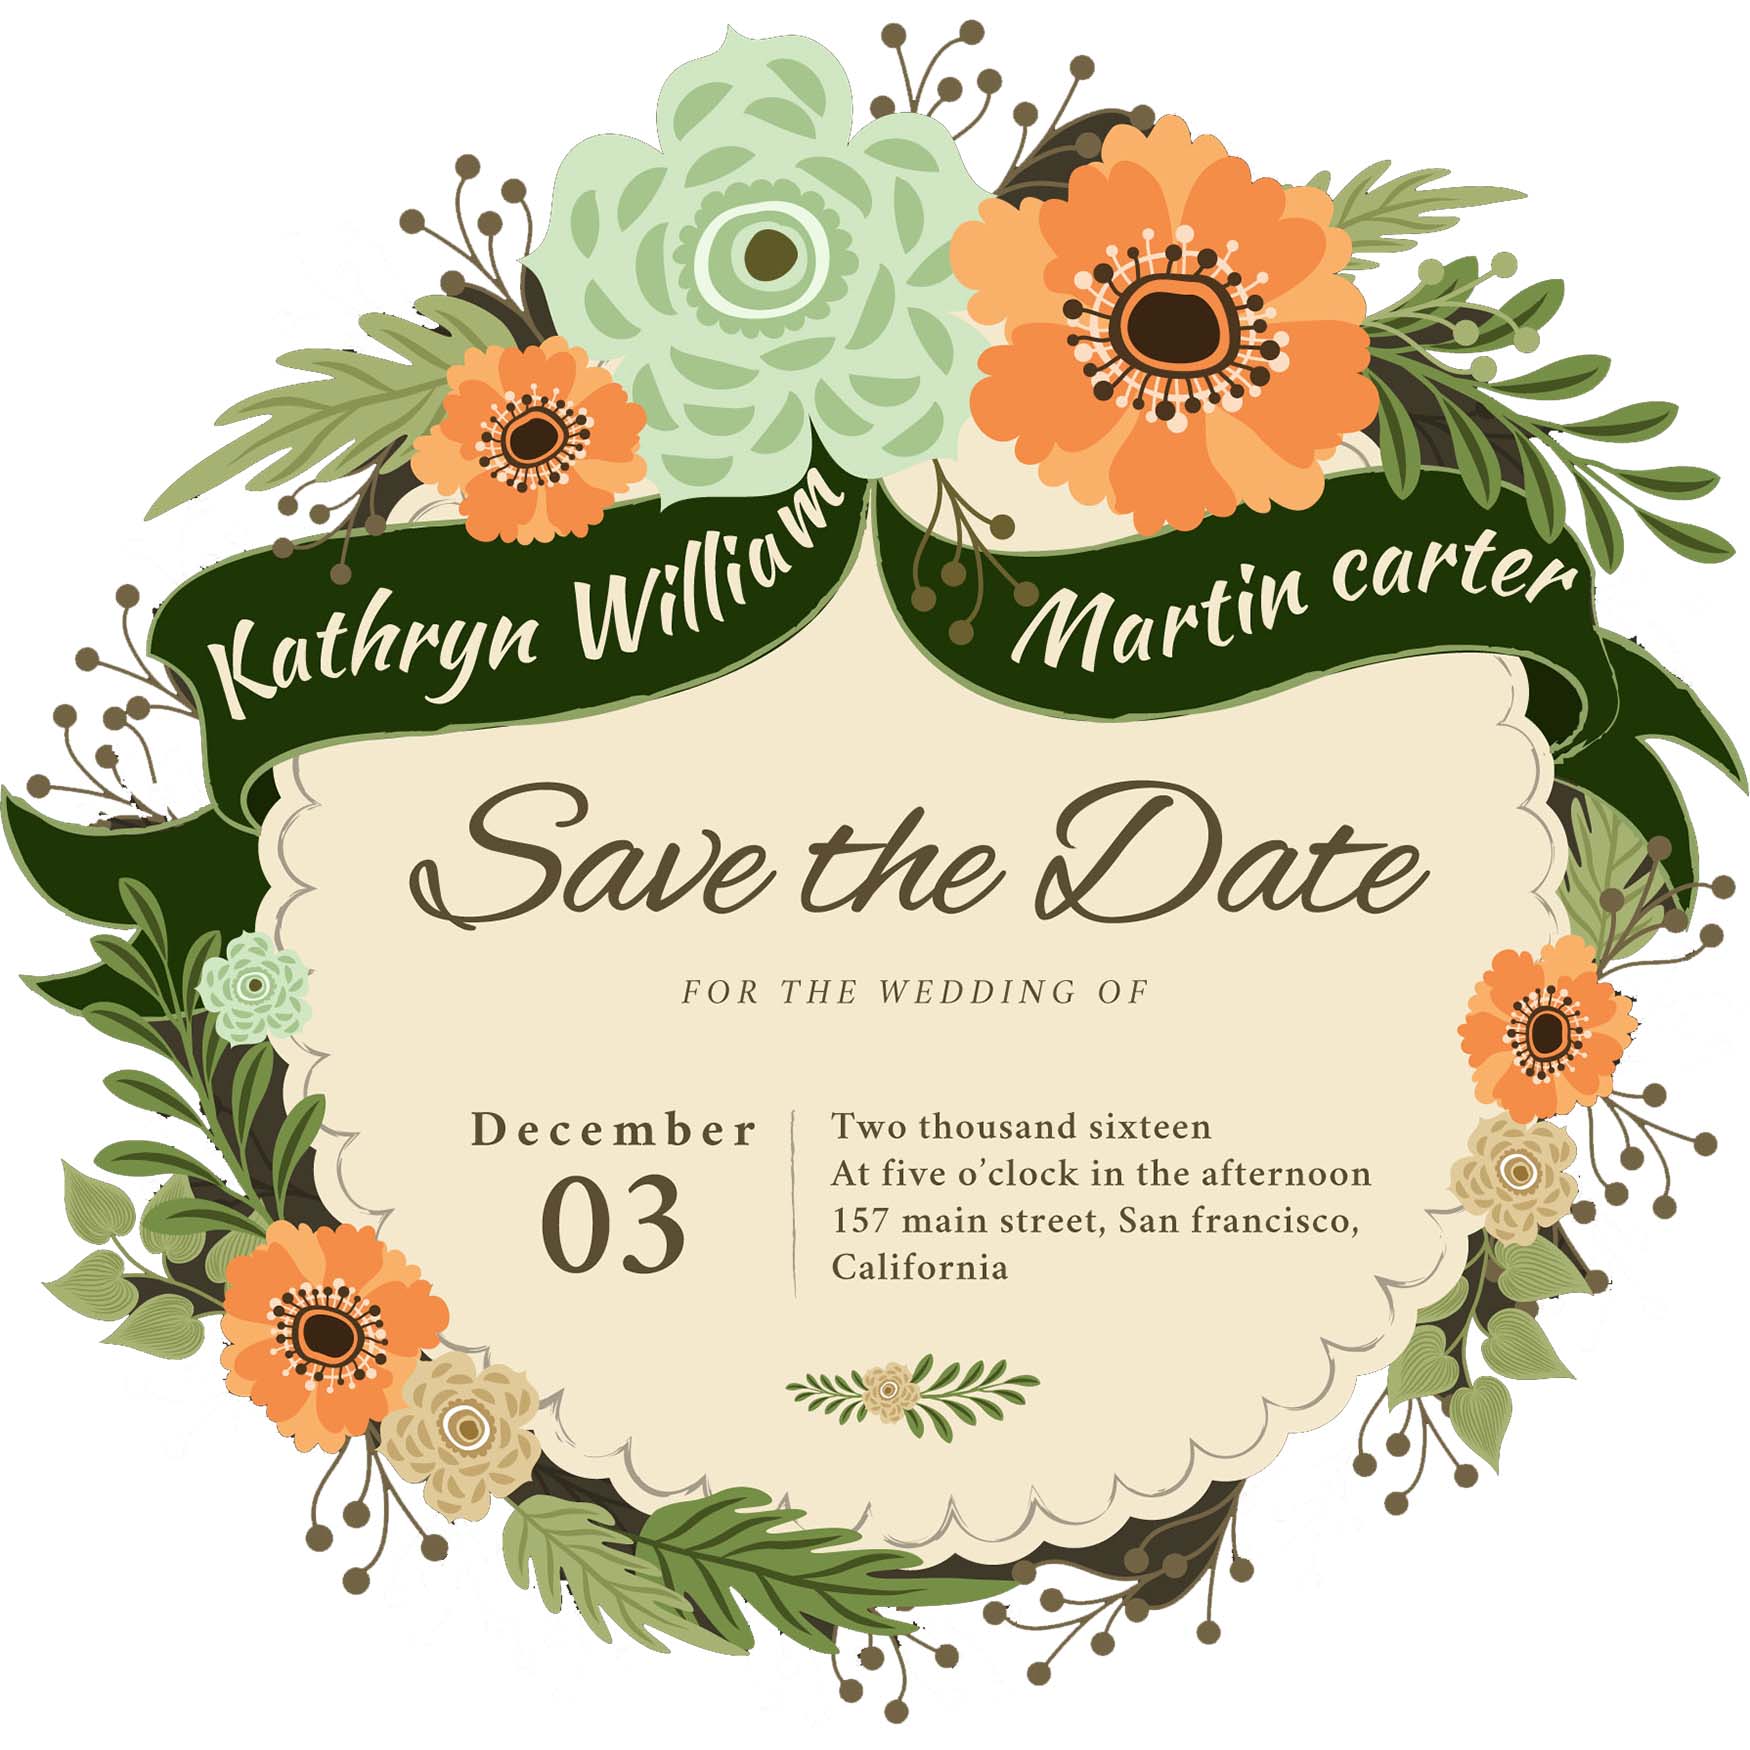 Kathryn William
Martin carter
Save the Date
FOR THE WEDDING OF
December
03
Two thousand sixteen
At five o’clock in the afternoon
157 main street, San francisco,
California